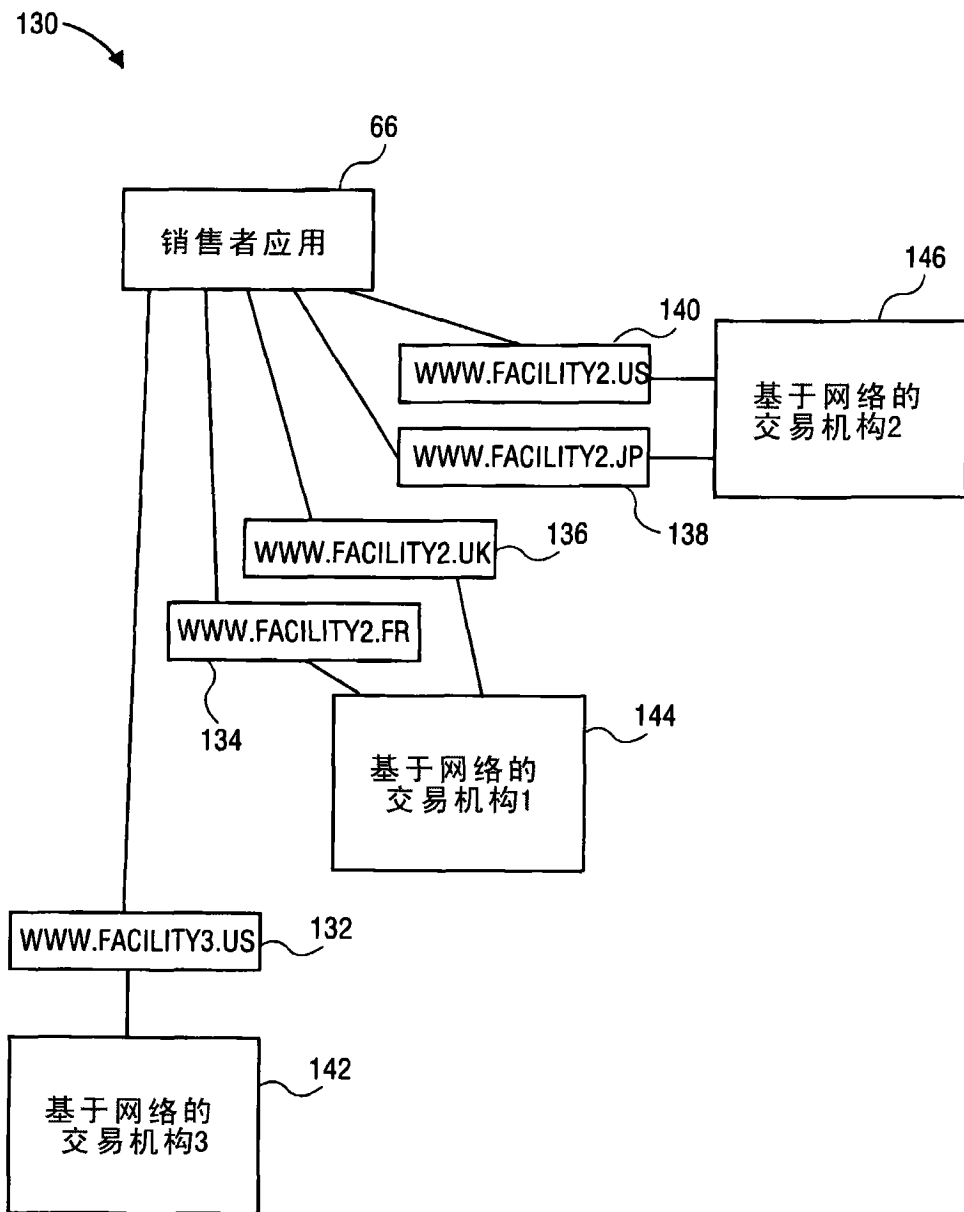 130
66
销售者应用
146
140
WWW.FACILITY2.US
基于网络的
交易机构2
WWW.FACILITY2.JP
138
WWW.FACILITY2.UK
136
WWW.FACILITY2.FR
134
144
基于网络的
交易机构1
WWW.FACILITY3.US
132
142
基于网络的
交易机构3